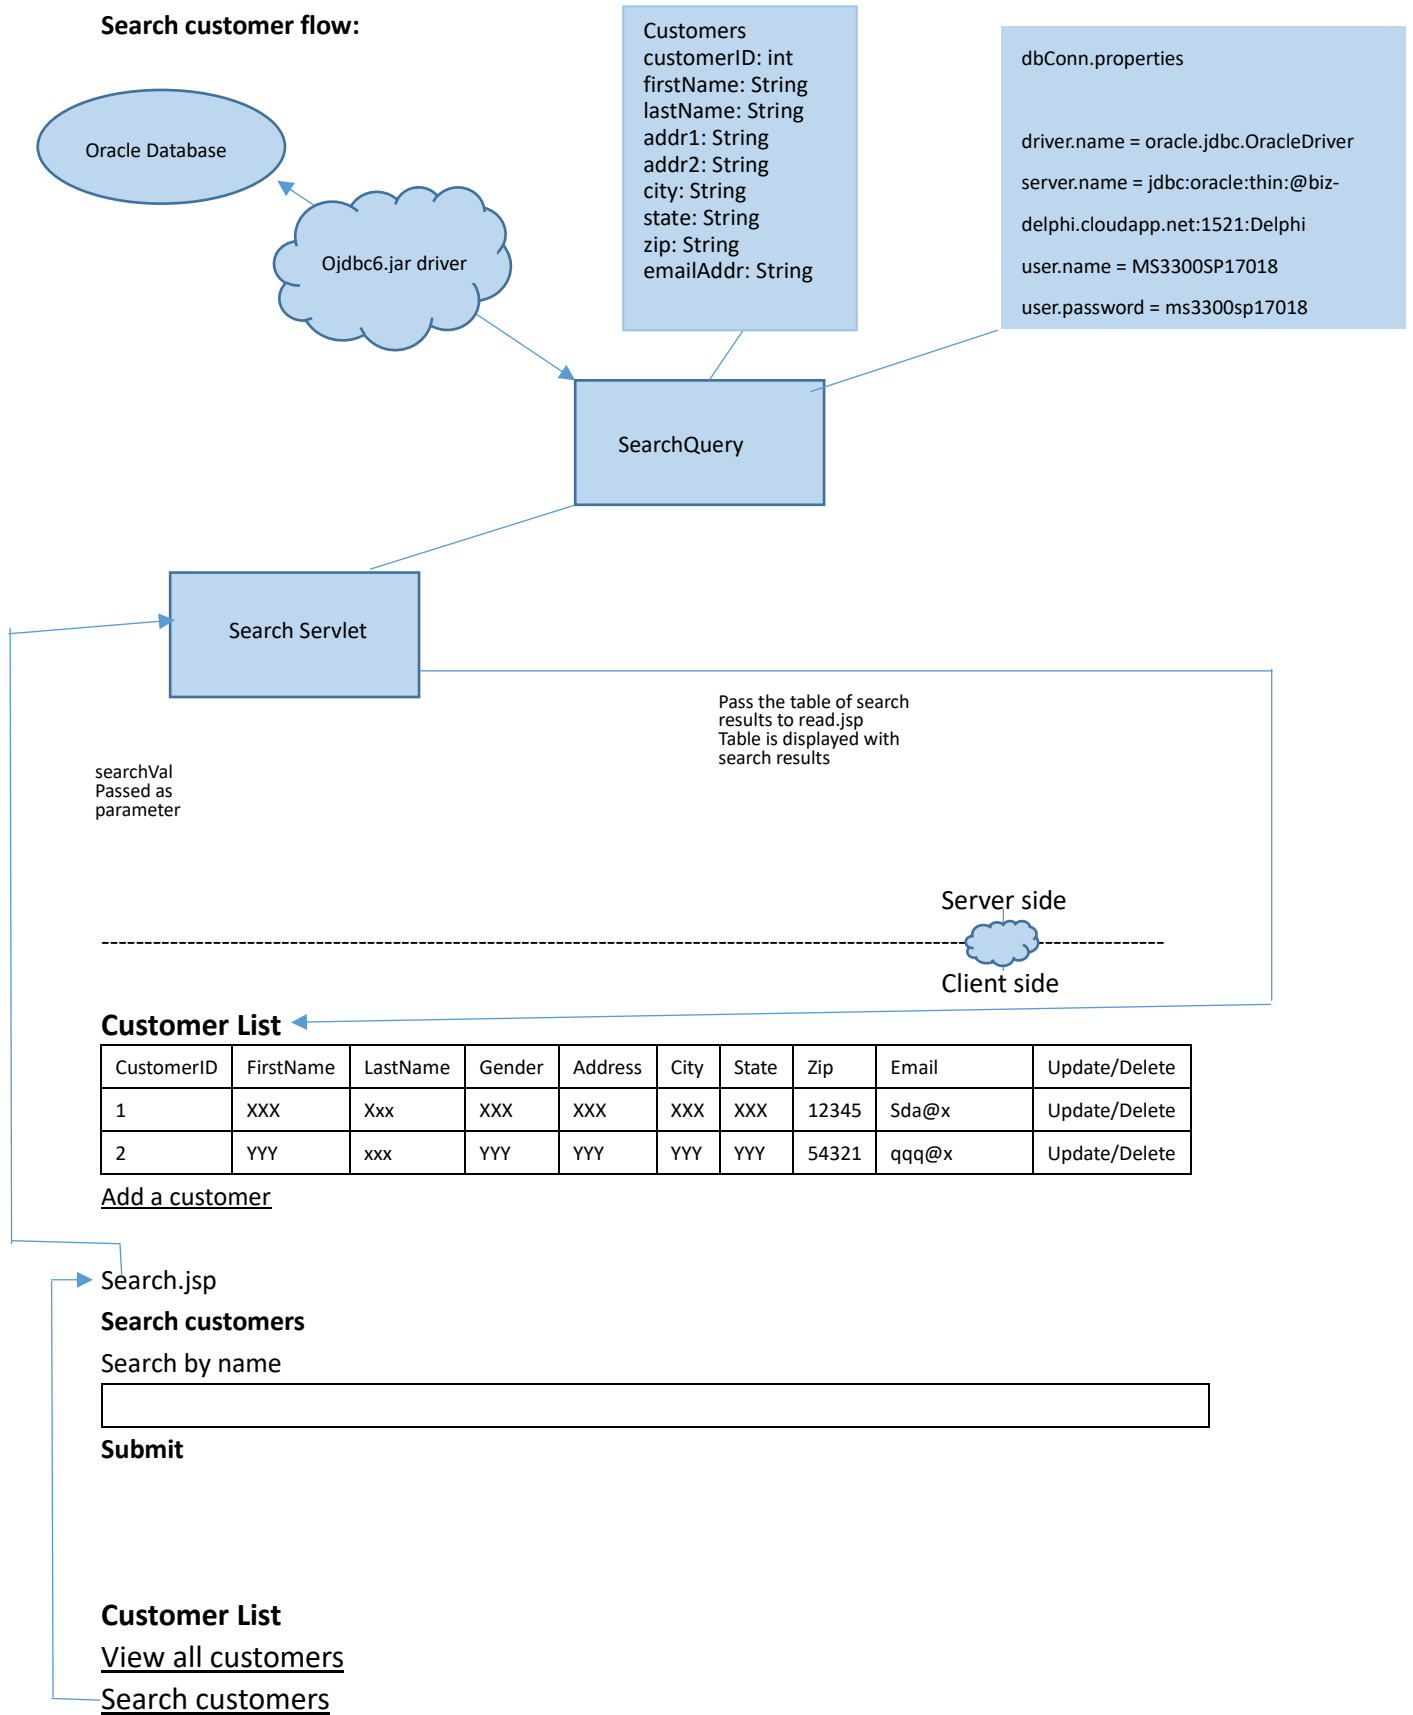 Search customer flow:
Customers
customerID: int
firstName: String
lastName: String
addr1: String
addr2: String
city: String
state: String
zip: String
emailAddr: String
dbConn.properties
driver.name = oracle.jdbc.OracleDriver
server.name = jdbc:oracle:thin:@biz-
delphi.cloudapp.net:1521:Delphi
user.name = MS3300SP17018
user.password = ms3300sp17018
Oracle Database
Ojdbc6.jar driver
SearchQuery
Search Servlet
Pass the table of search
results to read.jsp
Table is displayed with
search results
searchVal
Passed as
parameter
Server side
Client side
Customer List
CustomerID FirstName LastName Gender Address City State Zip Email Update/Delete
1 XXX Xxx XXX XXX XXX XXX 12345 Sda@x Update/Delete
2 YYY xxx YYY YYY YYY YYY 54321 qqq@x Update/Delete
Add a customer
Search.jsp
Search customers
Search by name
Submit
Customer List
View all customers
Search customers